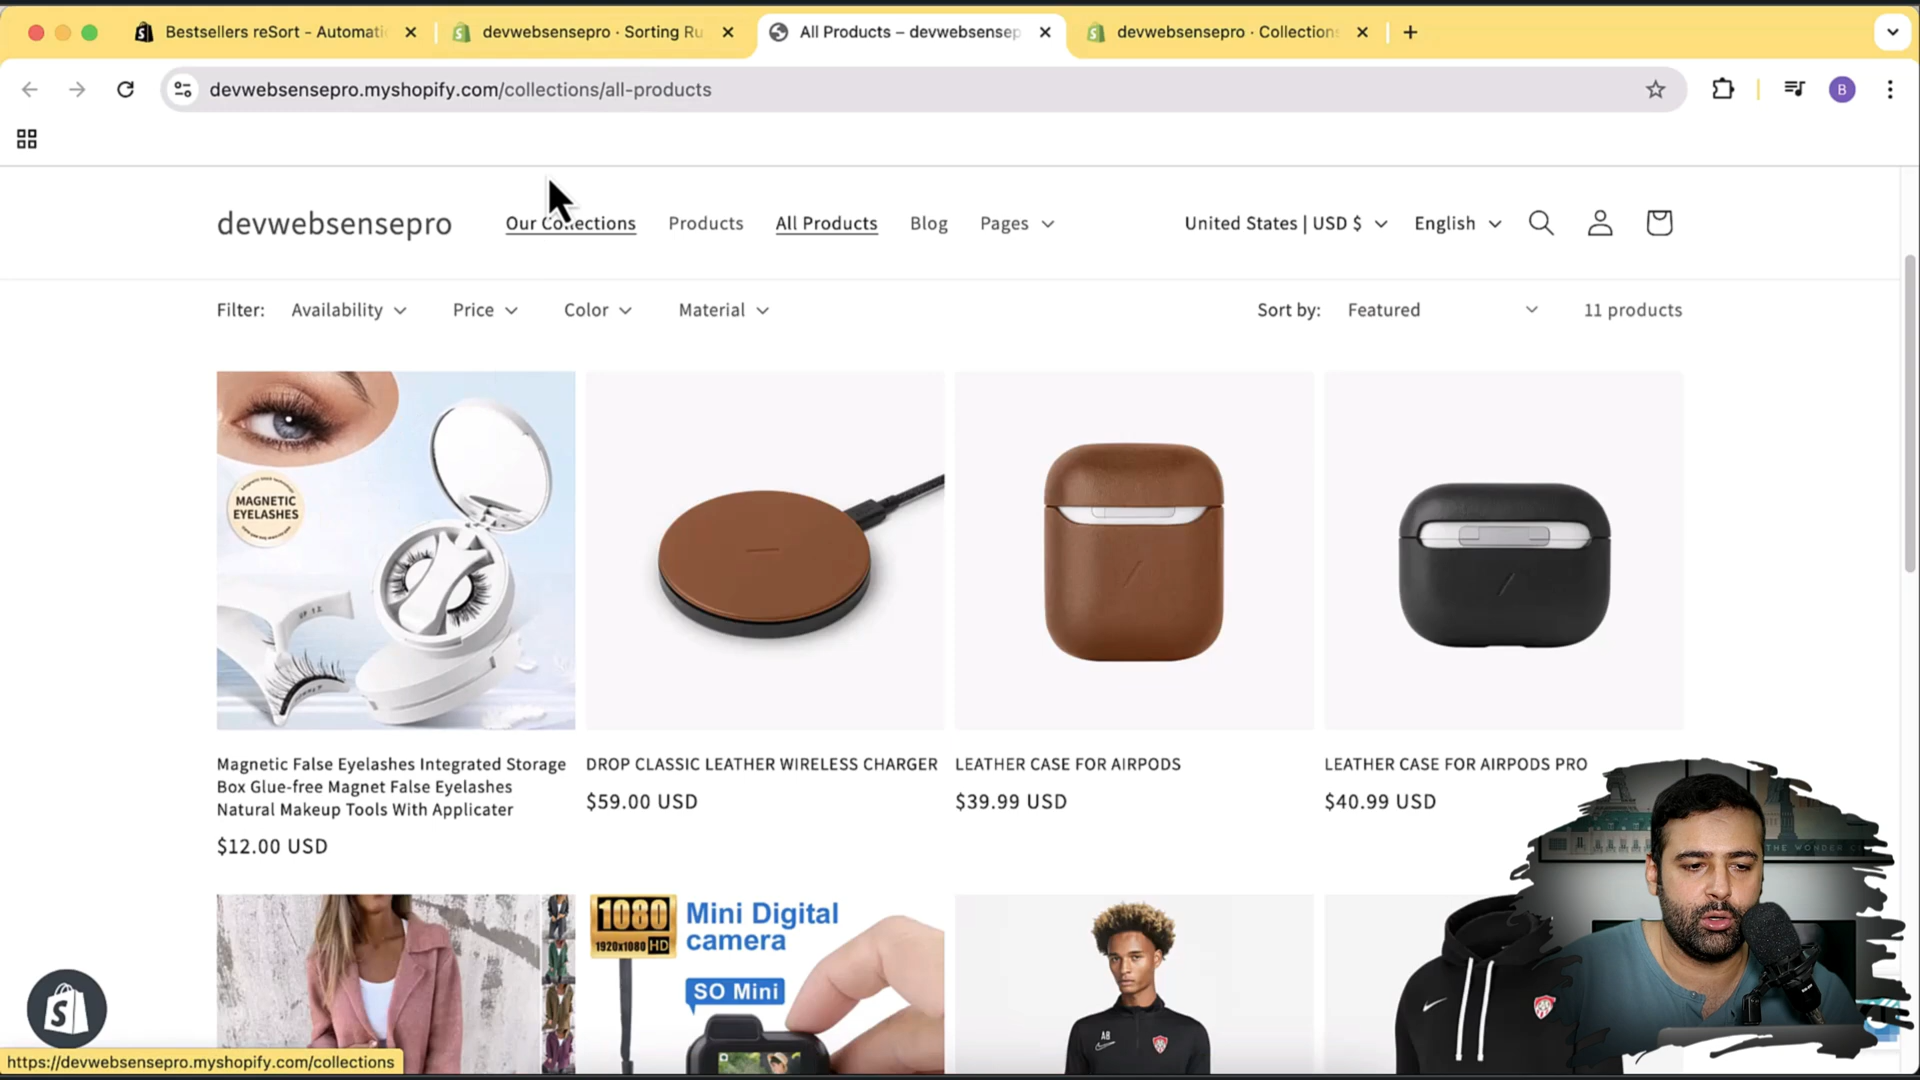 Bestsellers reSort - Automati
devwebsensepro · Sorting Ru
All Products – devwebsensep
devwebsensepro · Collection
devwebsensepro.myshopify.com/collections/all-products
B
devwebsensepro
Our Collections
Products
All Products
Blog
Pages
United States | USD $
English
Filter:
Availability
Price
Color
Material
Sort by:
Featured
11 products
MAGNETIC
EYELASHES
Magnetic False Eyelashes Integrated Storage
Box Glue-free Magnet False Eyelashes
Natural Makeup Tools With Applicater
$12.00 USD
DROP CLASSIC LEATHER WIRELESS CHARGER
$59.00 USD
LEATHER CASE FOR AIRPODS
$39.99 USD
LEATHER CASE FOR AIRPODS PRO
$40.99 USD
1080
1920x1080 HD
Mini Digital
camera
SO Mini
AB
THE WONDER
https://devwebsensepro.myshopify.com/collections